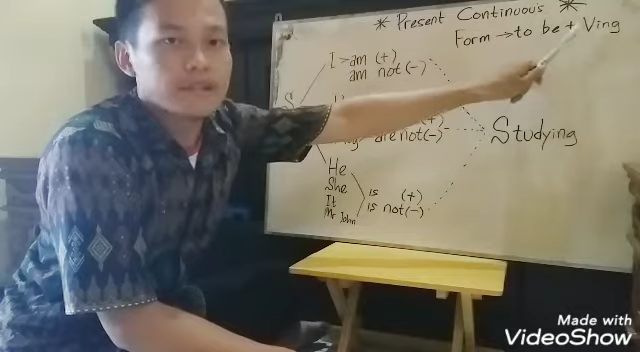 * Present Continuous *
Form → to be + Ving
I > am (+)
am not (-)
S
(+)
are not (-)
Studying
He
She
It
Mr John
is (+)
is not (-)
Made with
VideoShow